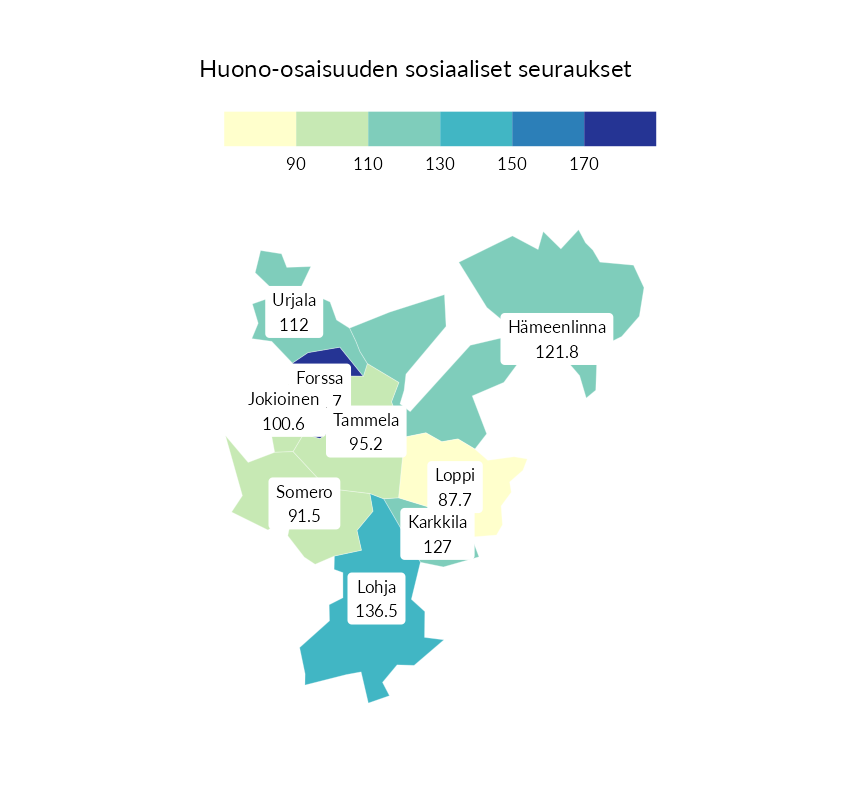 Huono-osaisuuden sosiaaliset seuraukset
90 110 130 150 170
Urjala
112
Hämeenlinna
121.8
Forssa
7
Jokioinen
100.6
Tammela
95.2
Loppi
87.7
Somero
91.5
Karkkila
127
Lohja
136.5